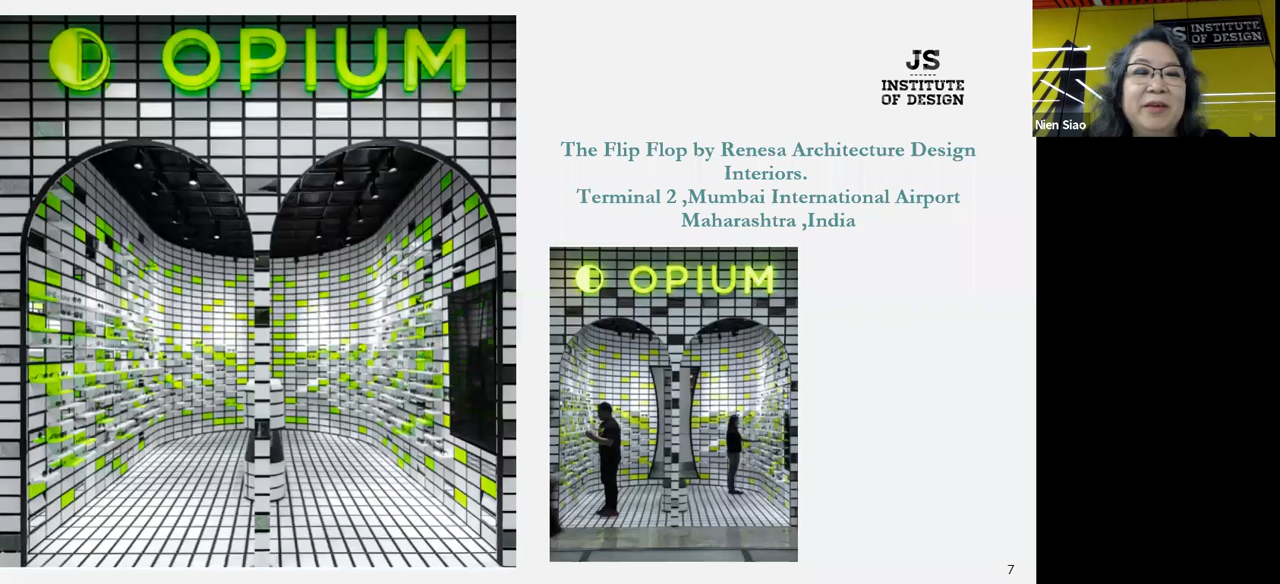 OPIUM
JS
INSTITUTE
OF DESIGN
The Flip Flop by Renesa Architecture Design
Interiors.
Terminal 2 ,Mumbai International Airport
Maharashtra ,India
OPIUM
7
JS INSTITUTE
OF DESIGN
Nien Siao